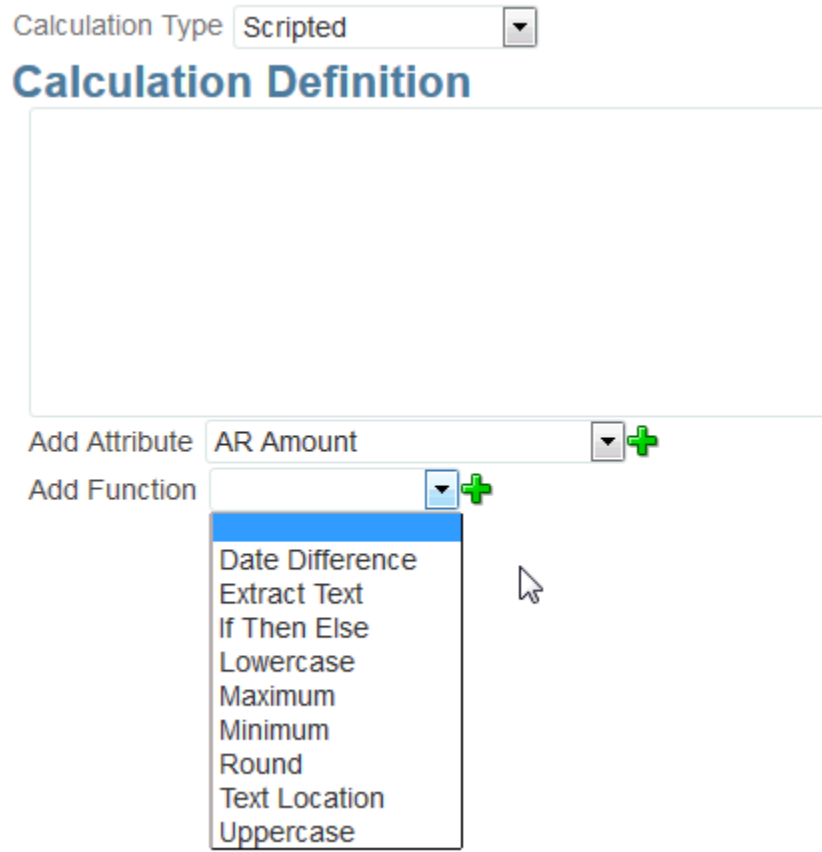 Calculation Type Scripted
Calculation Definition
Add Attribute AR Amount
Add Function
Date Difference
Extract Text
If Then Else
Lowercase
Maximum
Minimum
Round
Text Location
Uppercase